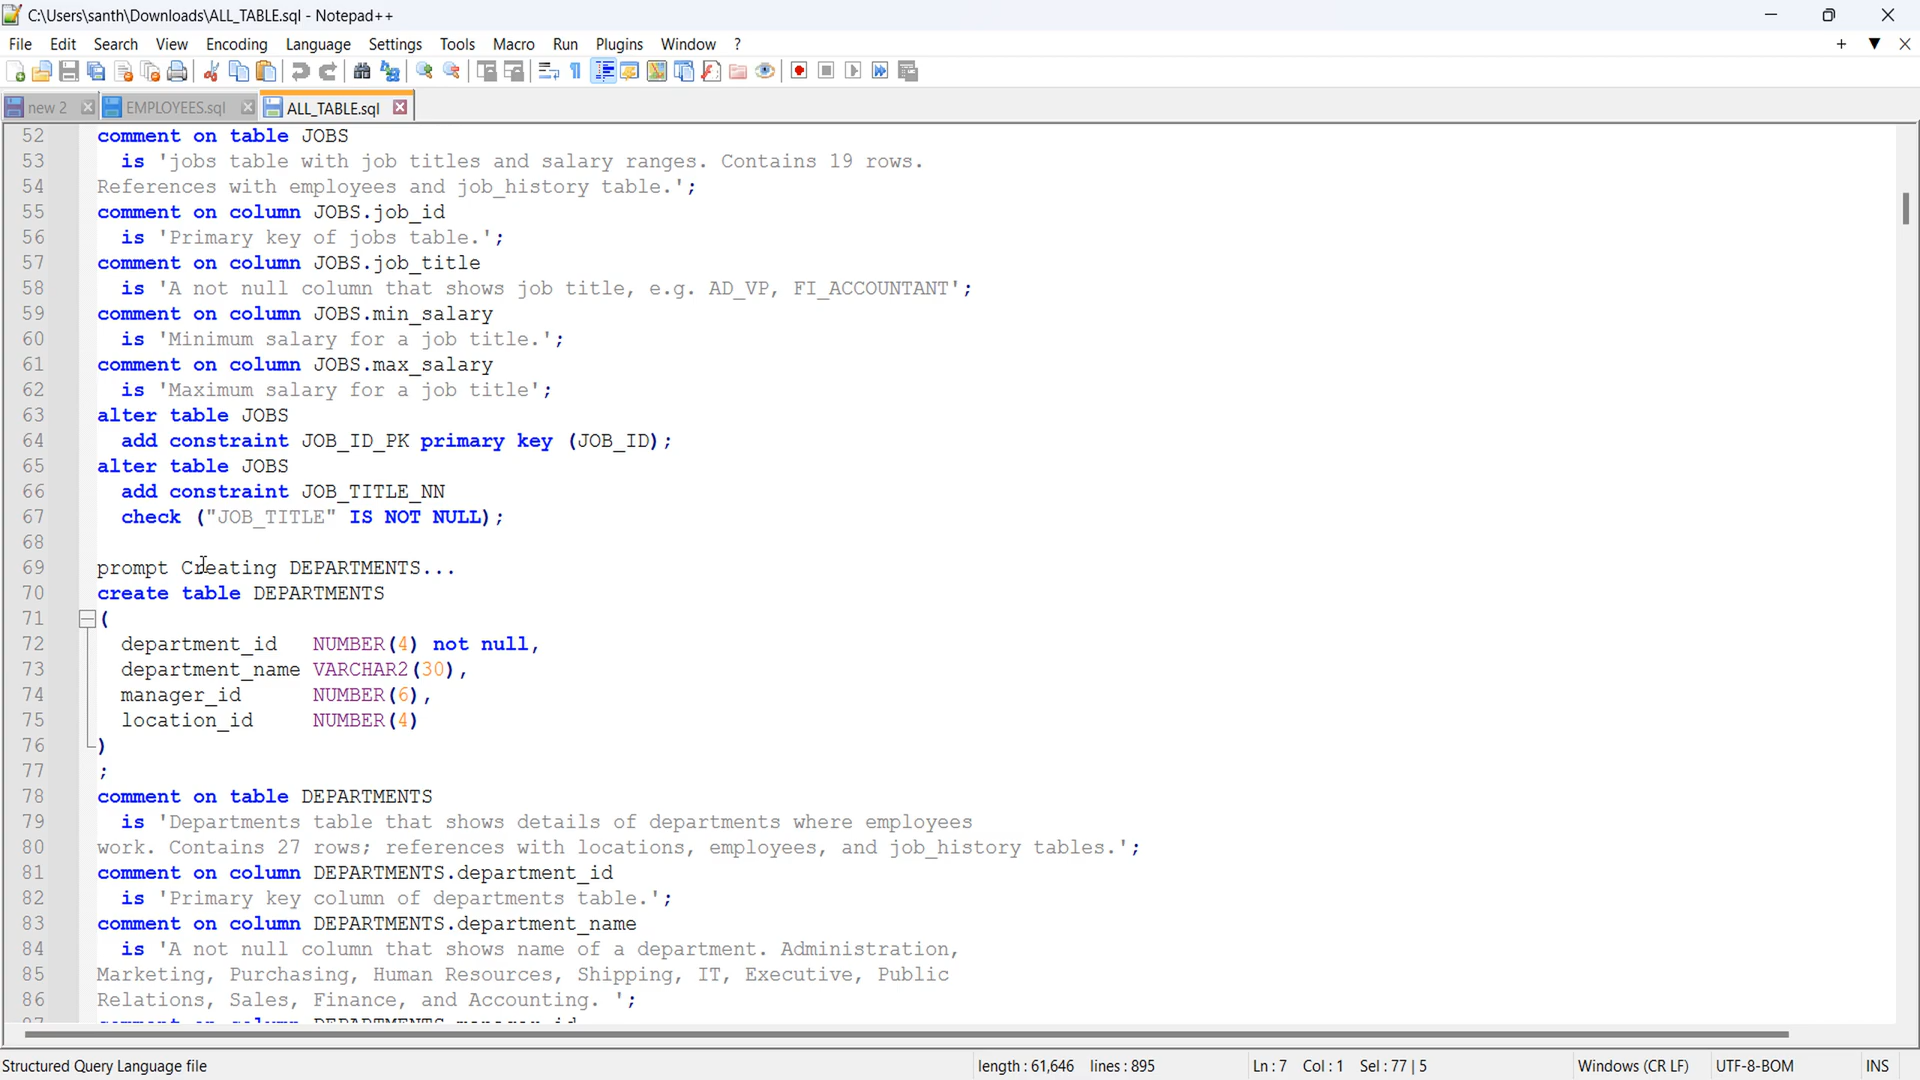 C:\Users\santh\Downloads\ALL_TABLE.sql - Notepad++
File Edit Search View Encoding Language Settings Tools Macro Run Plugins Window ?
new 2 EMPLOYEES.sql ALL_TABLE.sql
52 comment on table JOBS
53 is 'jobs table with job titles and salary ranges. Contains 19 rows.
54 References with employees and job_history table.';
55 comment on column JOBS.job_id
56 is 'Primary key of jobs table.';
57 comment on column JOBS.job_title
58 is 'A not null column that shows job title, e.g. AD_VP, FI_ACCOUNTANT';
59 comment on column JOBS.min_salary
60 is 'Minimum salary for a job title.';
61 comment on column JOBS.max_salary
62 is 'Maximum salary for a job title';
63 alter table JOBS
64 add constraint JOB_ID_PK primary key (JOB_ID);
65 alter table JOBS
66 add constraint JOB_TITLE_NN
67 check ("JOB_TITLE" IS NOT NULL);
68
69 prompt Creating DEPARTMENTS...
70 create table DEPARTMENTS
71 (
72 department_id NUMBER(4) not null,
73 department_name VARCHAR2(30),
74 manager_id NUMBER(6),
75 location_id NUMBER(4)
76 )
77 ;
78 comment on table DEPARTMENTS
79 is 'Departments table that shows details of departments where employees
80 work. Contains 27 rows; references with locations, employees, and job_history tables.';
81 comment on column DEPARTMENTS.department_id
82 is 'Primary key column of departments table.';
83 comment on column DEPARTMENTS.department_name
84 is 'A not null column that shows name of a department. Administration,
85 Marketing, Purchasing, Human Resources, Shipping, IT, Executive, Public
86 Relations, Sales, Finance, and Accounting. ';
Structured Query Language file length : 61,646 lines : 895 Ln : 7 Col : 1 Sel : 77 | 5 Windows (CR LF) UTF-8-BOM INS